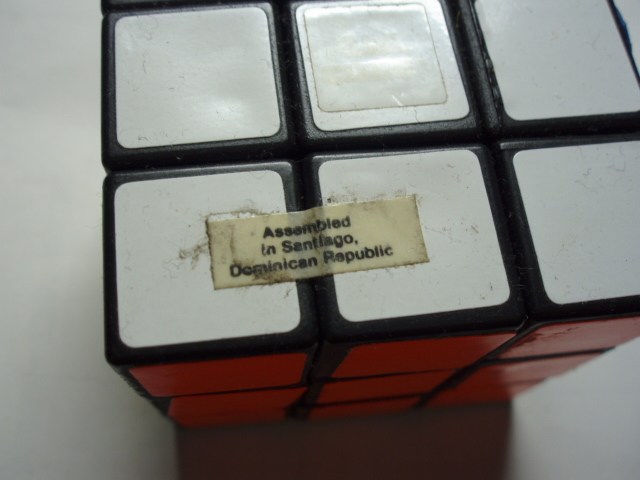 Assembled
in Santiago,
Dominican Republic